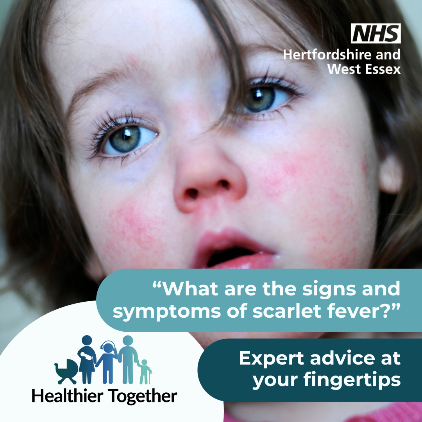 NHS
Hertfordshire and
West Essex
“What are the signs and
symptoms of scarlet fever?”
Expert advice at
your fingertips
Healthier Together